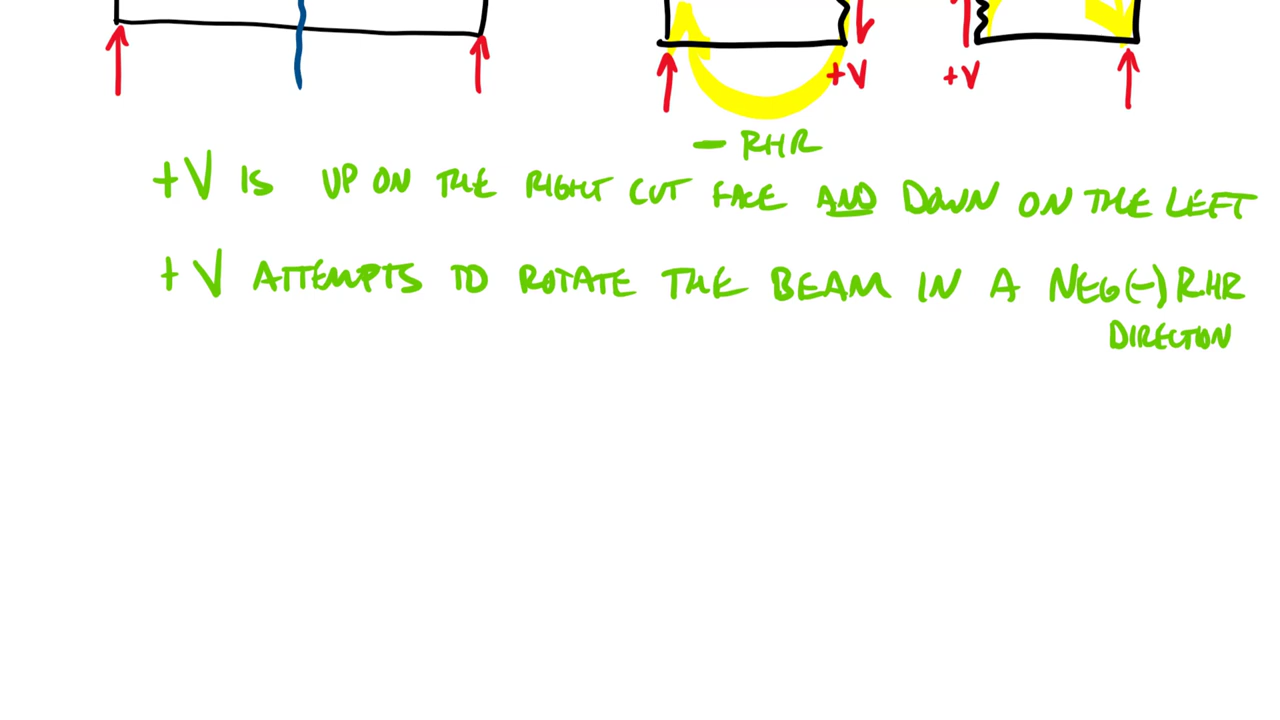 +V +V
- RHR
+V IS UP ON THE RIGHT CUT FACE AND DOWN ON THE LEFT
+V ATTEMPTS TO ROTATE THE BEAM IN A NEG(-) RHR
DIRECTION